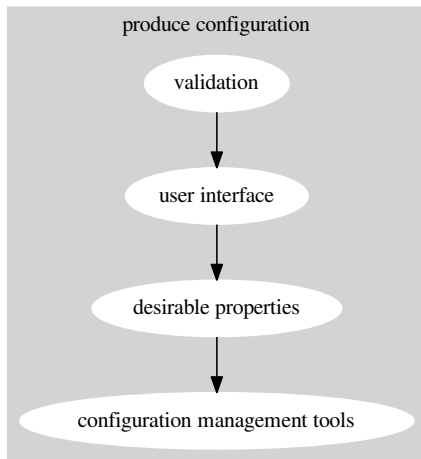 produce configuration
validation
user interface
desirable properties
configuration management tools